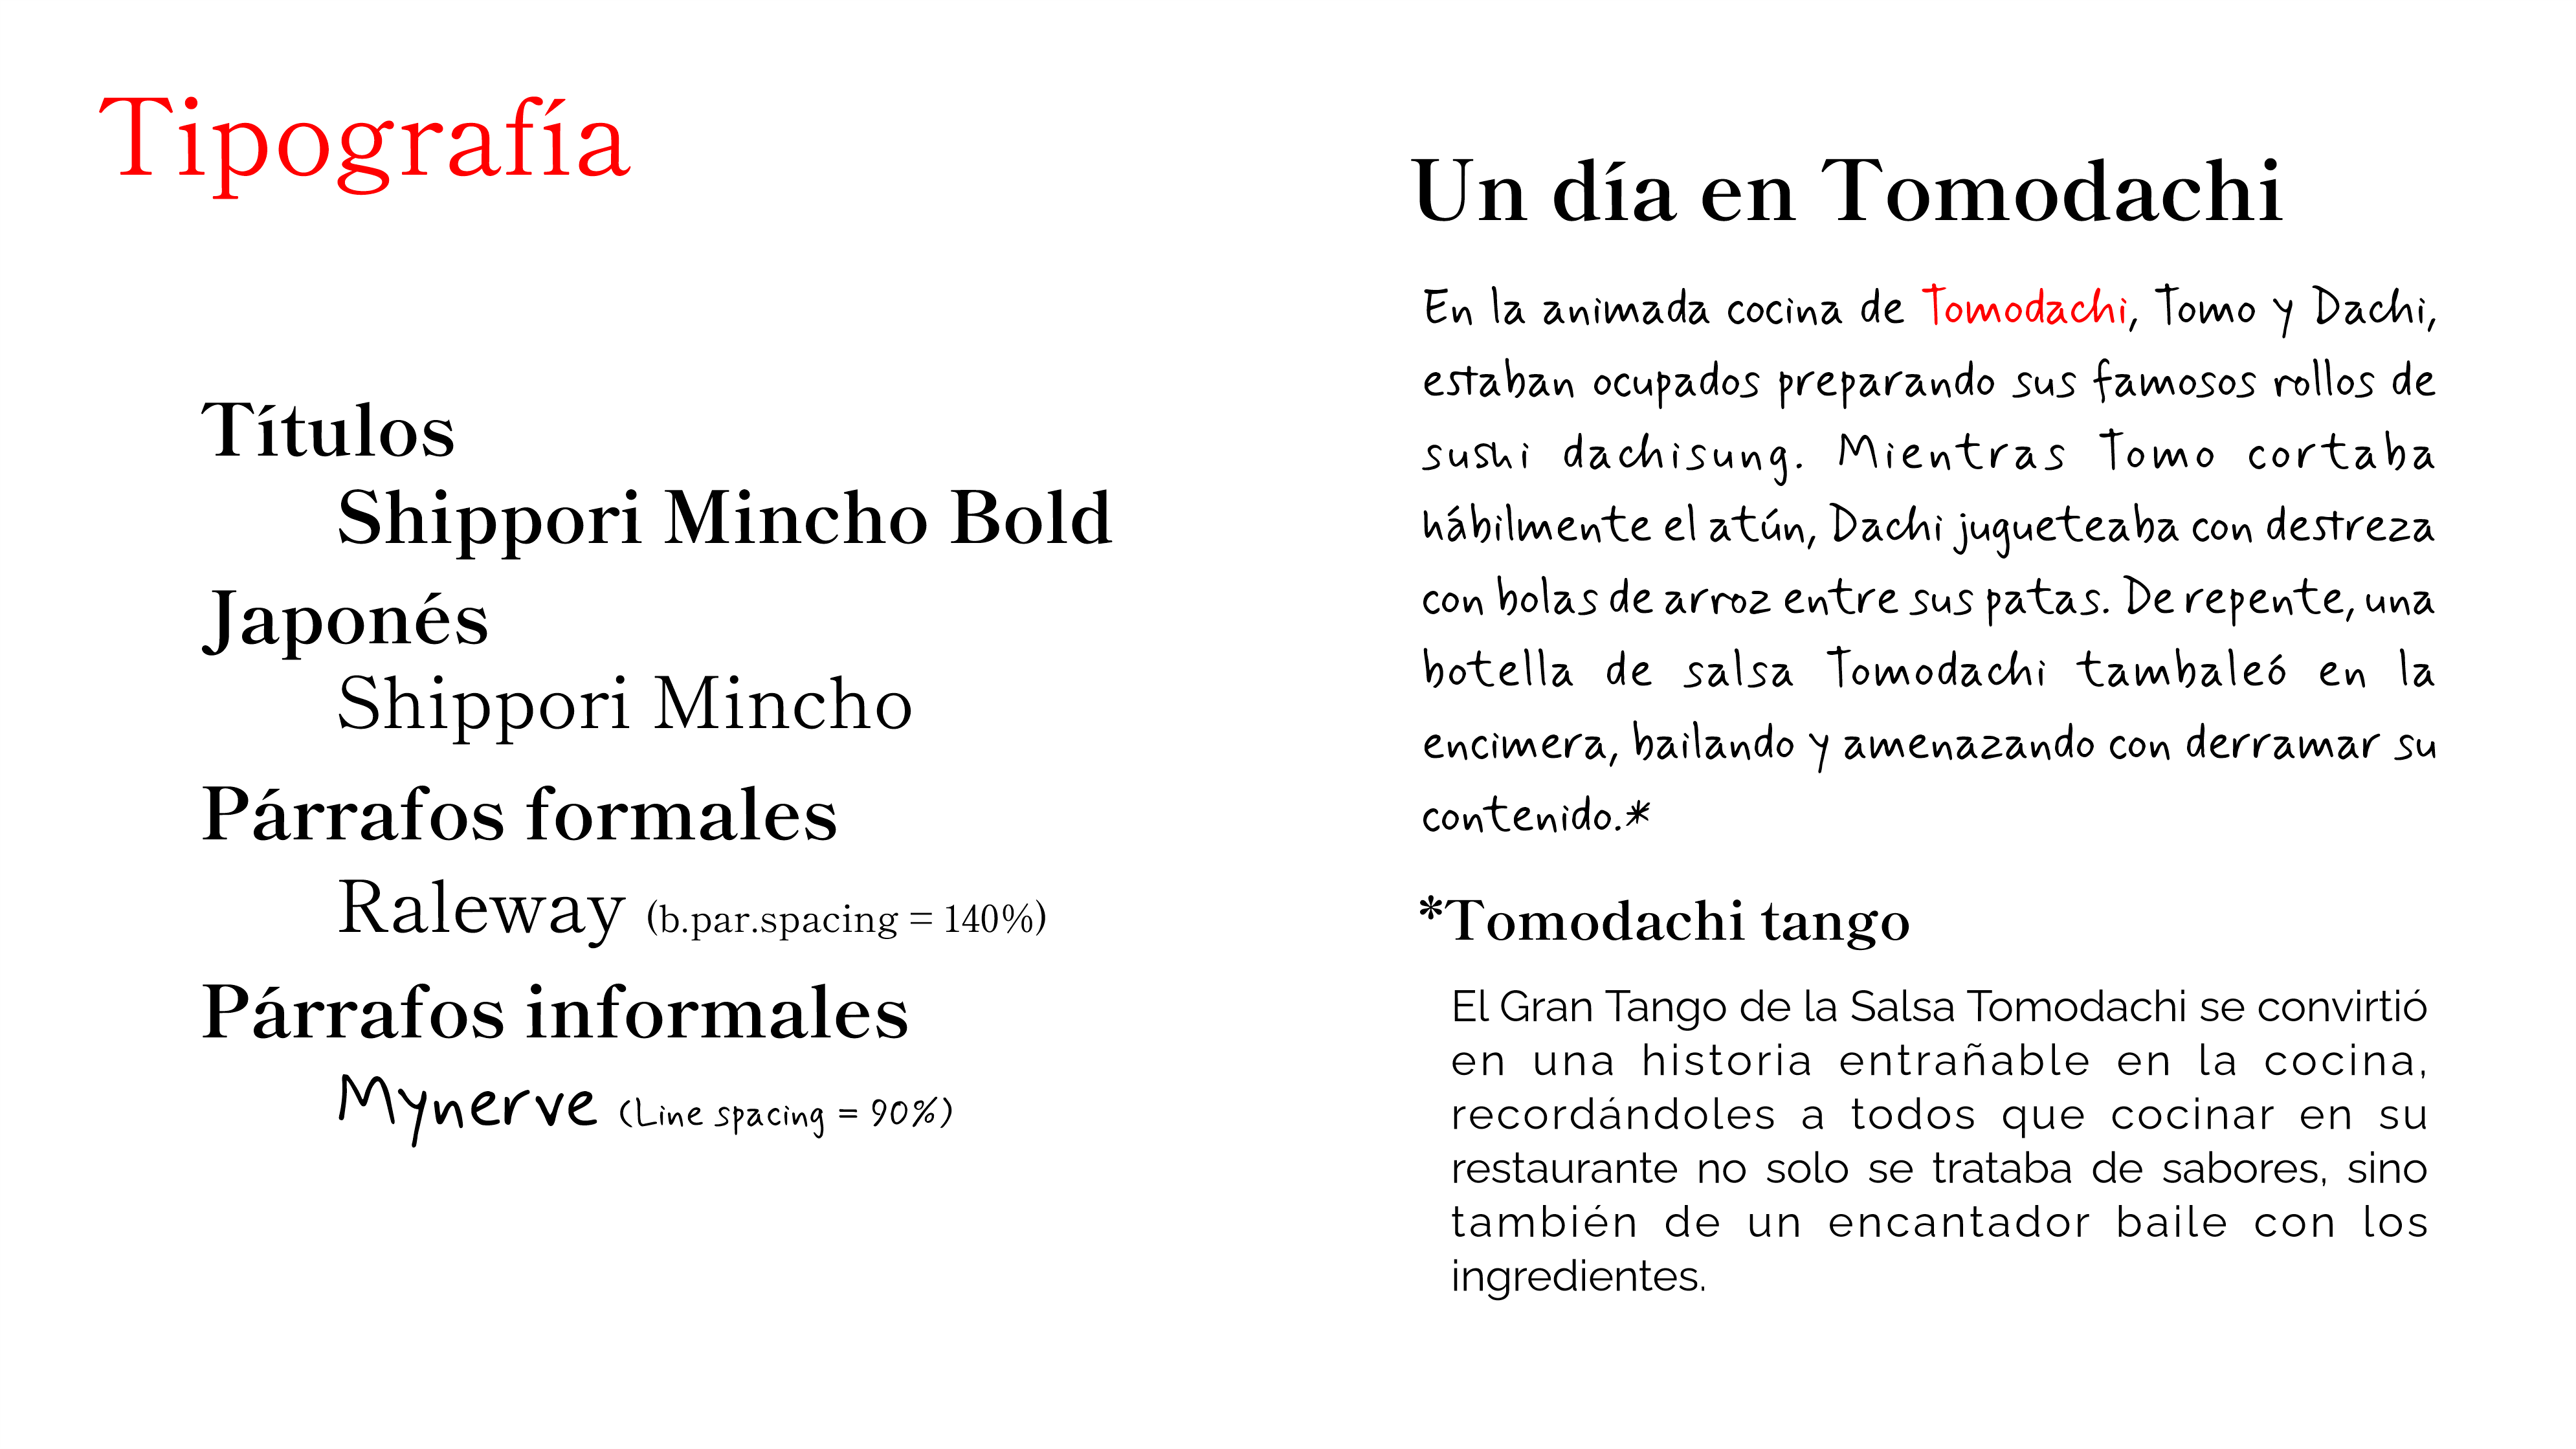 Tipografía
Títulos
Shippori Mincho Bold
Japonés
Shippori Mincho
Párrafos formales
Raleway (b.par.spacing = 140%)
Párrafos informales
Mynerve (Line spacing = 90%)
Un día en Tomodachi
En la animada cocina de Tomodachi, Tomo y Dachi,
estaban ocupados preparando sus famosos rollos de
sushi dachisung. Mientras Tomo cortaba
hábilmente el atún, Dachi jugueteaba con destreza
con bolas de arroz entre sus patas. De repente, una
botella de salsa Tomodachi tambaleó en la
encimera, bailando y amenazando con derramar su
contenido.*
*Tomodachi tango
El Gran Tango de la Salsa Tomodachi se convirtió
en una historia entrañable en la cocina,
recordándoles a todos que cocinar en su
restaurante no solo se trataba de sabores, sino
también de un encantador baile con los
ingredientes.